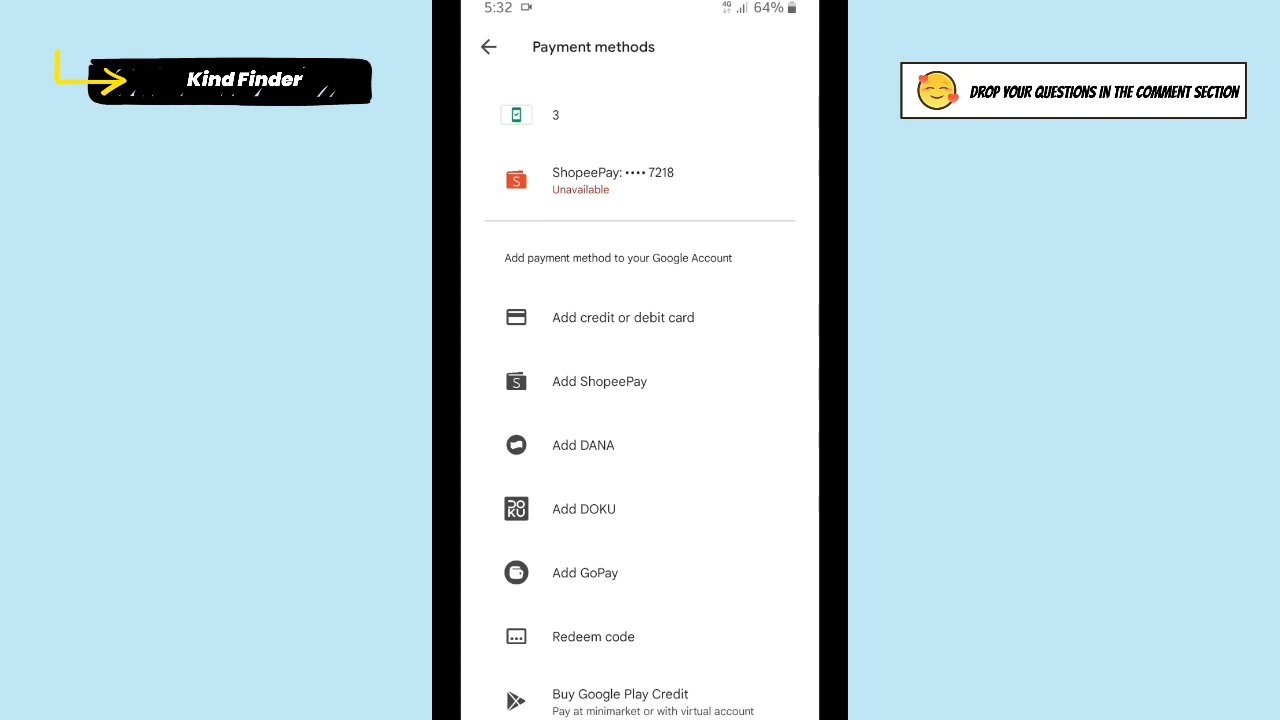 5:32 4G 64%
Kind Finder
Payment methods
DROP YOUR QUESTIONS IN THE COMMENT SECTION
3
S ShopeePay: •••• 7218
Unavailable
Add payment method to your Google Account
Add credit or debit card
S Add ShopeePay
Add DANA
DOKU Add DOKU
Add GoPay
Redeem code
Buy Google Play Credit
Pay at minimarket or with virtual account